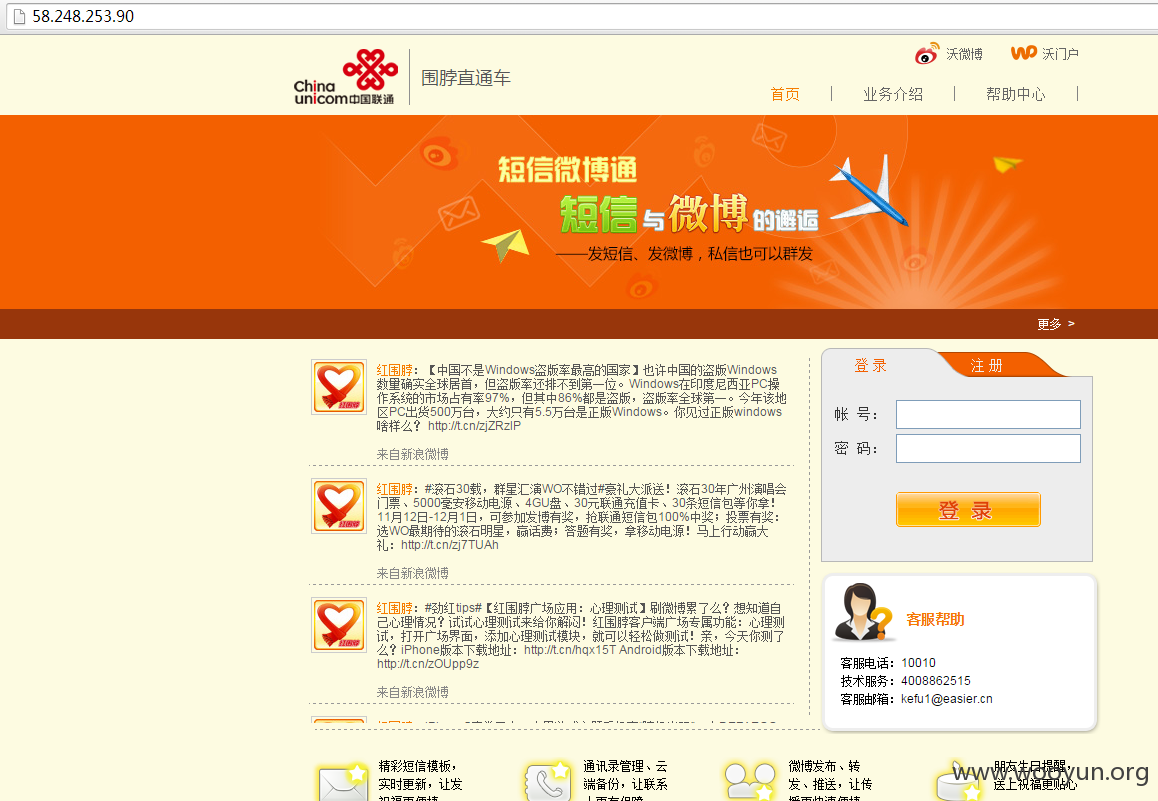 58.248.253.90
China unicom中国联通
围脖直通车
沃微博
沃门户
首页 | 业务介绍 | 帮助中心 |
短信微博通
短信与微博的邂逅
——发短信、发微博，私信也可以群发
更多 >
红围脖：【中国不是Windows盗版率最高的国家】也许中国的盗版Windows
数量确实全球居首，但盗版率还排不到第一位。Windows在印度尼西亚PC操
作系统的市场占有率97%，但其中86%都是盗版，盗版率全球第一。今年该地
区PC出货500万台，大约只有5.5万台是正版Windows。你见过正版windows
啥样么？ http://t.cn/zjZRzIP
来自新浪微博
红围脖：#滚石30载，群星汇演WO不错过#豪礼大派送！滚石30年广州演唱会
门票、5000毫安移动电源、4GU盘、30元联通充值卡、30条短信包等你拿！
11月12日-12月1日，可参加发博有奖，抢联通短信包100%中奖；投票有奖：
选WO最期待的滚石明星，赢话费；答题有奖，拿移动电源！马上行动赢大
礼：http://t.cn/zj7TUAh
来自新浪微博
红围脖：#劲红tips#【红围脖广场应用：心理测试】刷微博累了么？想知道自
己心理情况？试试心理测试来给你解闷！红围脖客户端广场专属功能：心理测
试，打开广场界面，添加心理测试模块，就可以轻松做测试！亲，今天你测了
么？iPhone版本下载地址：http://t.cn/hqx15T Android版本下载地址：
http://t.cn/zOUpp9z
来自新浪微博
登 录
注 册
帐 号：
密 码：
登 录
客服帮助
客服电话：10010
技术服务：4008862515
客服邮箱：kefu1@easier.cn
精彩短信模板，
实时更新，让发
通讯录管理、云
端备份，让联系
微博发布、转
发、推送，让传
朋友生日提醒，
送上祝福更贴心
www.wooyun.org